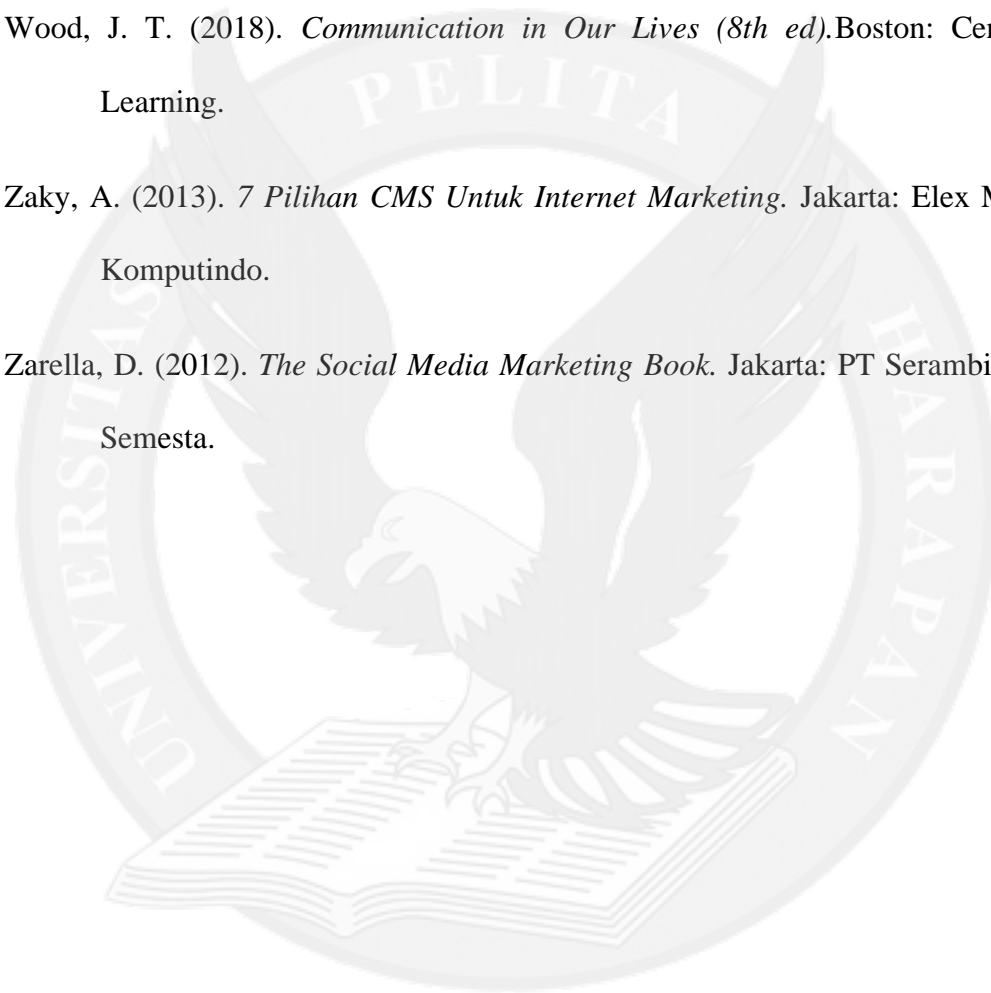 Wood, J. T. (2018). Communication in Our Lives (8th ed).Boston: Cen
Learning.
Zaky, A. (2013). 7 Pilihan CMS Untuk Internet Marketing. Jakarta: Elex M
Komputindo.
Zarella, D. (2012). The Social Media Marketing Book. Jakarta: PT Serambi
Semesta.
UNIVERSITAS PELITA HARAPAN